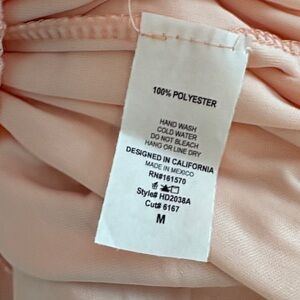 100% POLYESTER
HAND WASH
COLD WATER
DO NOT BLEACH
HANG OR LINE DRY
DESIGNED IN CALIFORNIA
MADE IN MEXICO
RN#161570
Style# HD2038A
Cut# 6167
M